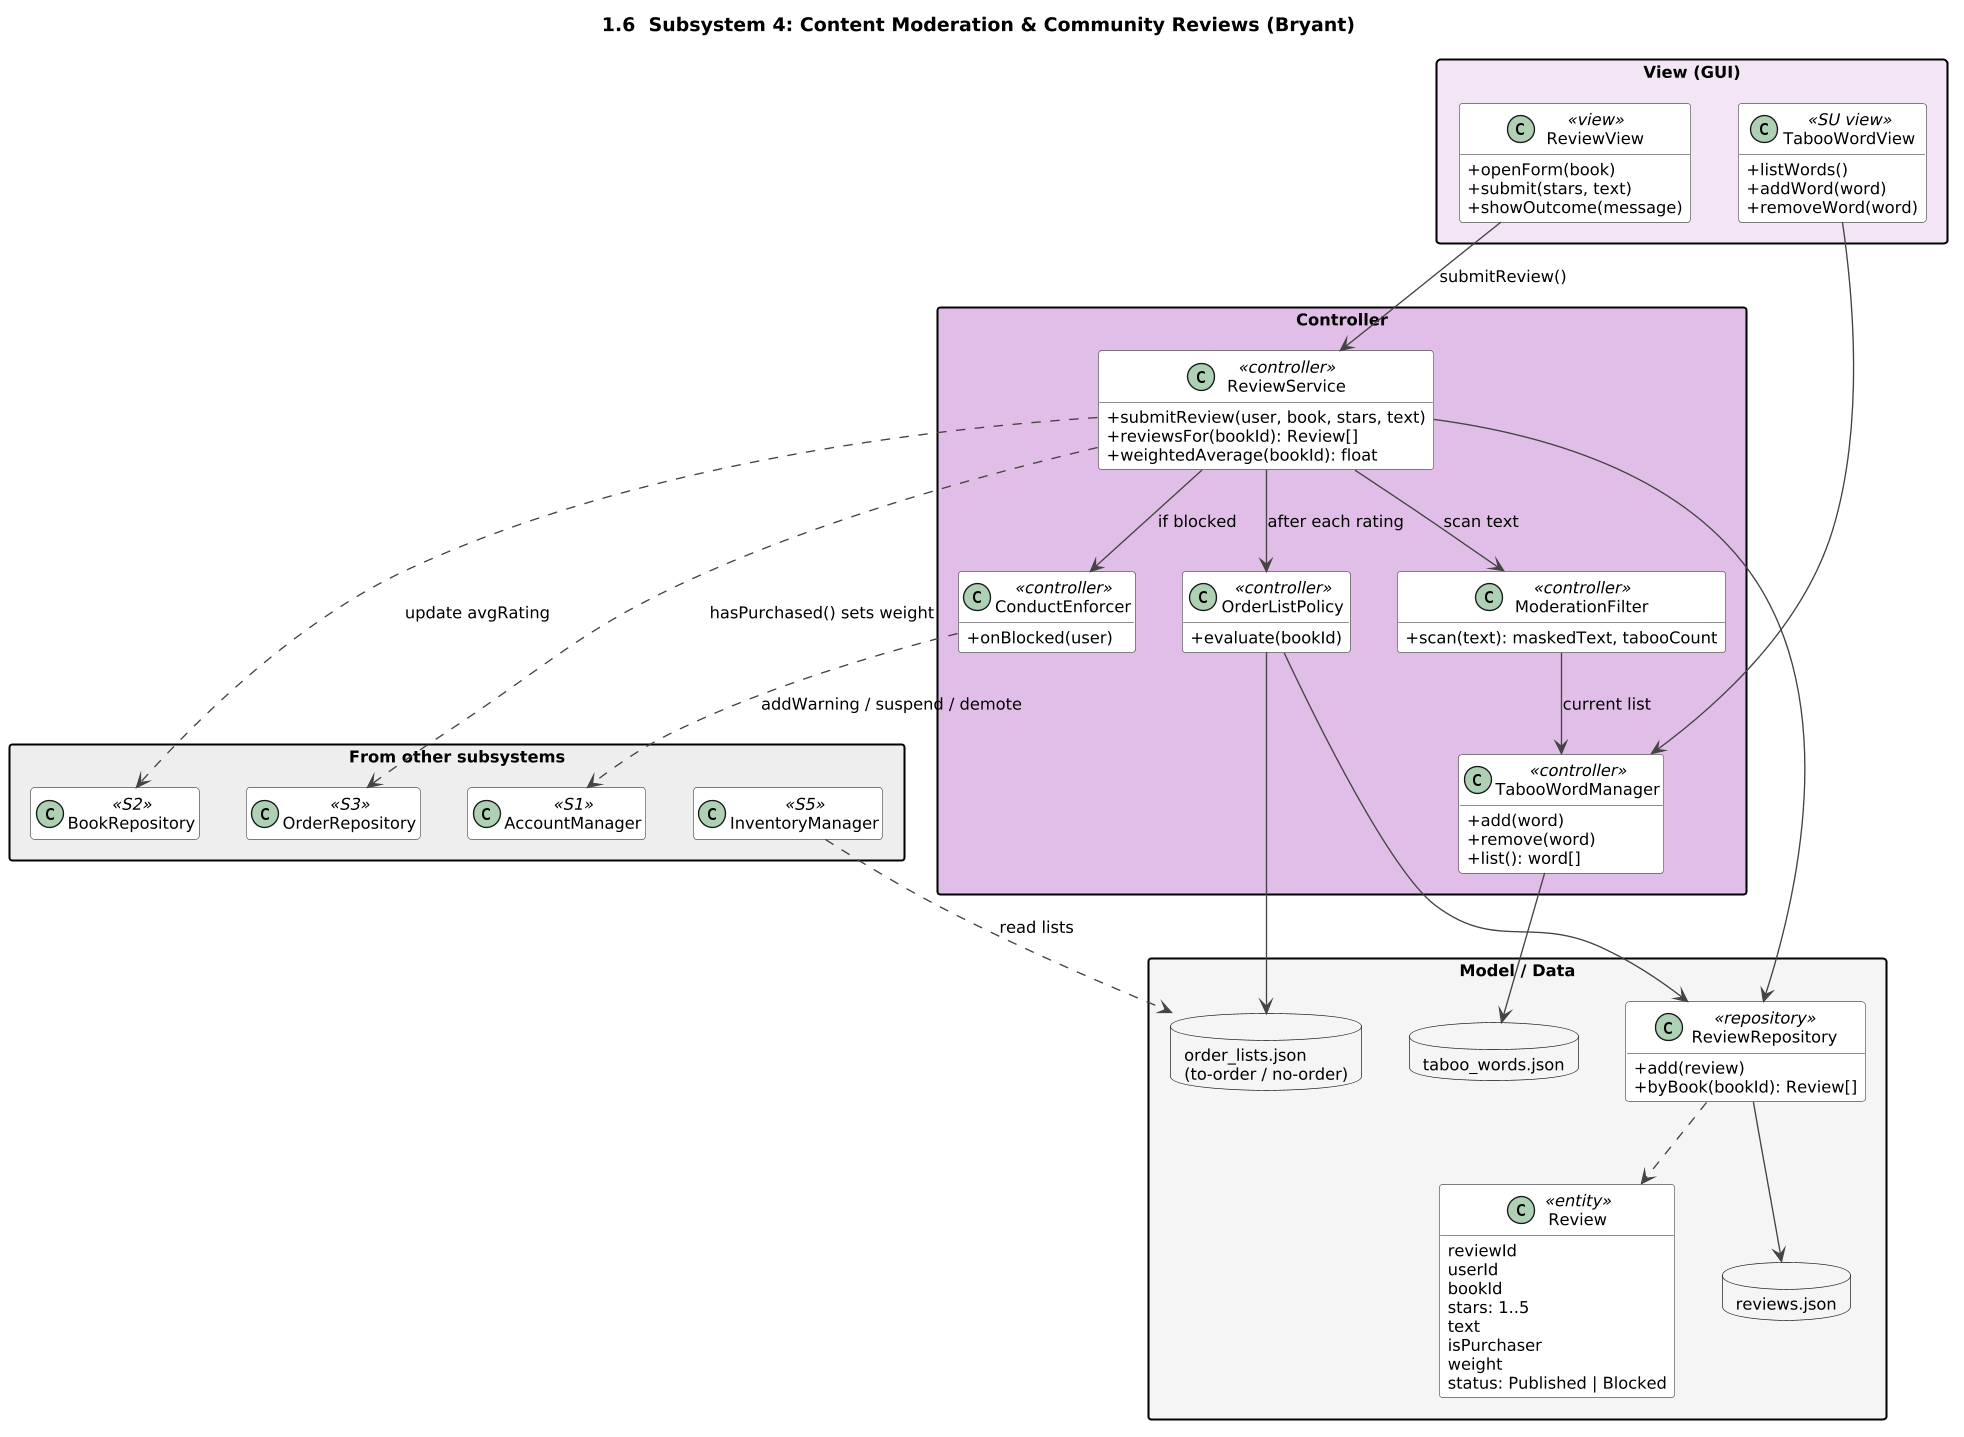 1.6  Subsystem 4: Content Moderation & Community Reviews (Bryant)
View (GUI)
C
«view»
ReviewView
+openForm(book)
+submit(stars, text)
+showOutcome(message)
C
«SU view»
TabooWordView
+listWords()
+addWord(word)
+removeWord(word)
submitReview()
Controller
C
«controller»
ReviewService
+submitReview(user, book, stars, text)
+reviewsFor(bookId): Review[]
+weightedAverage(bookId): float
if blocked
after each rating
scan text
C
«controller»
ConductEnforcer
+onBlocked(user)
C
«controller»
OrderListPolicy
+evaluate(bookId)
C
«controller»
ModerationFilter
+scan(text): maskedText, tabooCount
update avgRating
hasPurchased() sets weight
addWarning / suspend / demote
current list
From other subsystems
C
«S2»
BookRepository
C
«S3»
OrderRepository
C
«S1»
AccountManager
C
«S5»
InventoryManager
C
«controller»
TabooWordManager
+add(word)
+remove(word)
+list(): word[]
read lists
Model / Data
order_lists.json
(to-order / no-order)
taboo_words.json
C
«repository»
ReviewRepository
+add(review)
+byBook(bookId): Review[]
C
«entity»
Review
reviewId
userId
bookId
stars: 1..5
text
isPurchaser
weight
status: Published | Blocked
reviews.json